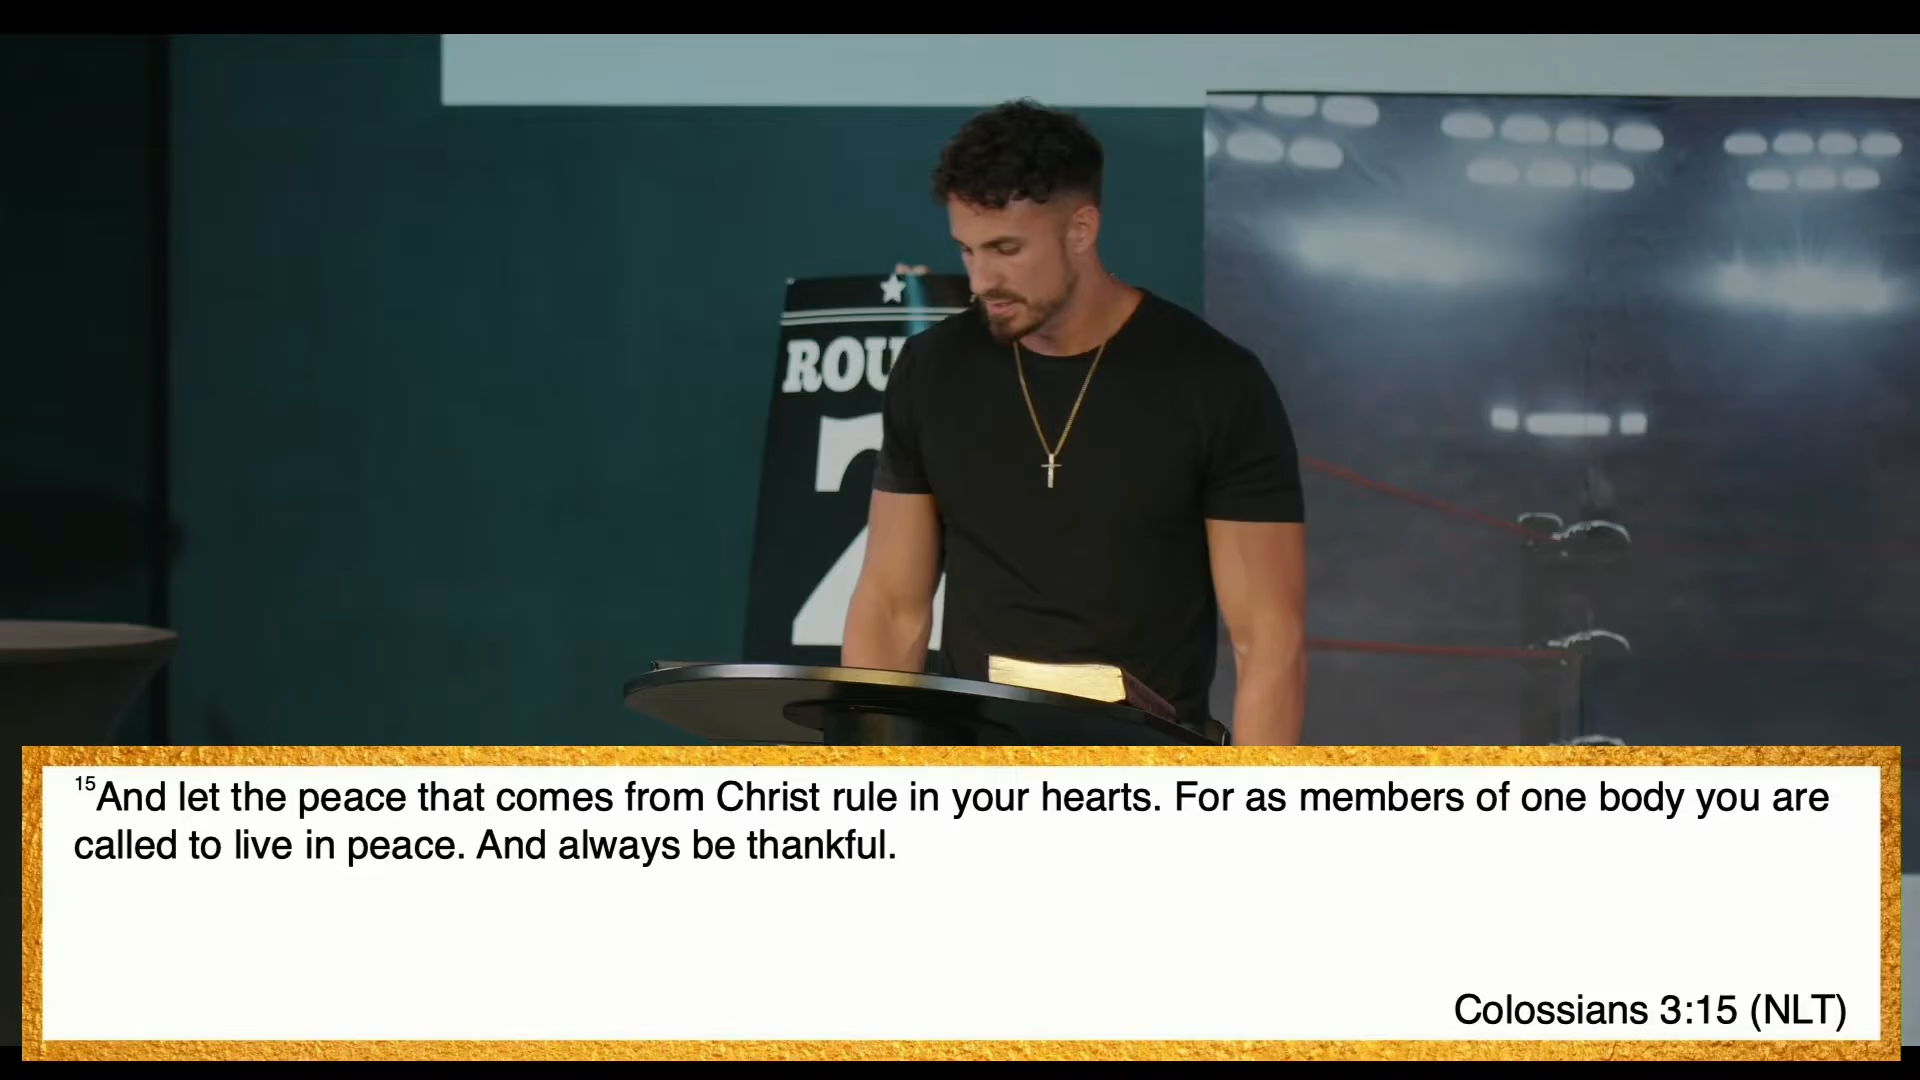 ROU
2
15And let the peace that comes from Christ rule in your hearts. For as members of one body you are
called to live in peace. And always be thankful.
Colossians 3:15 (NLT)